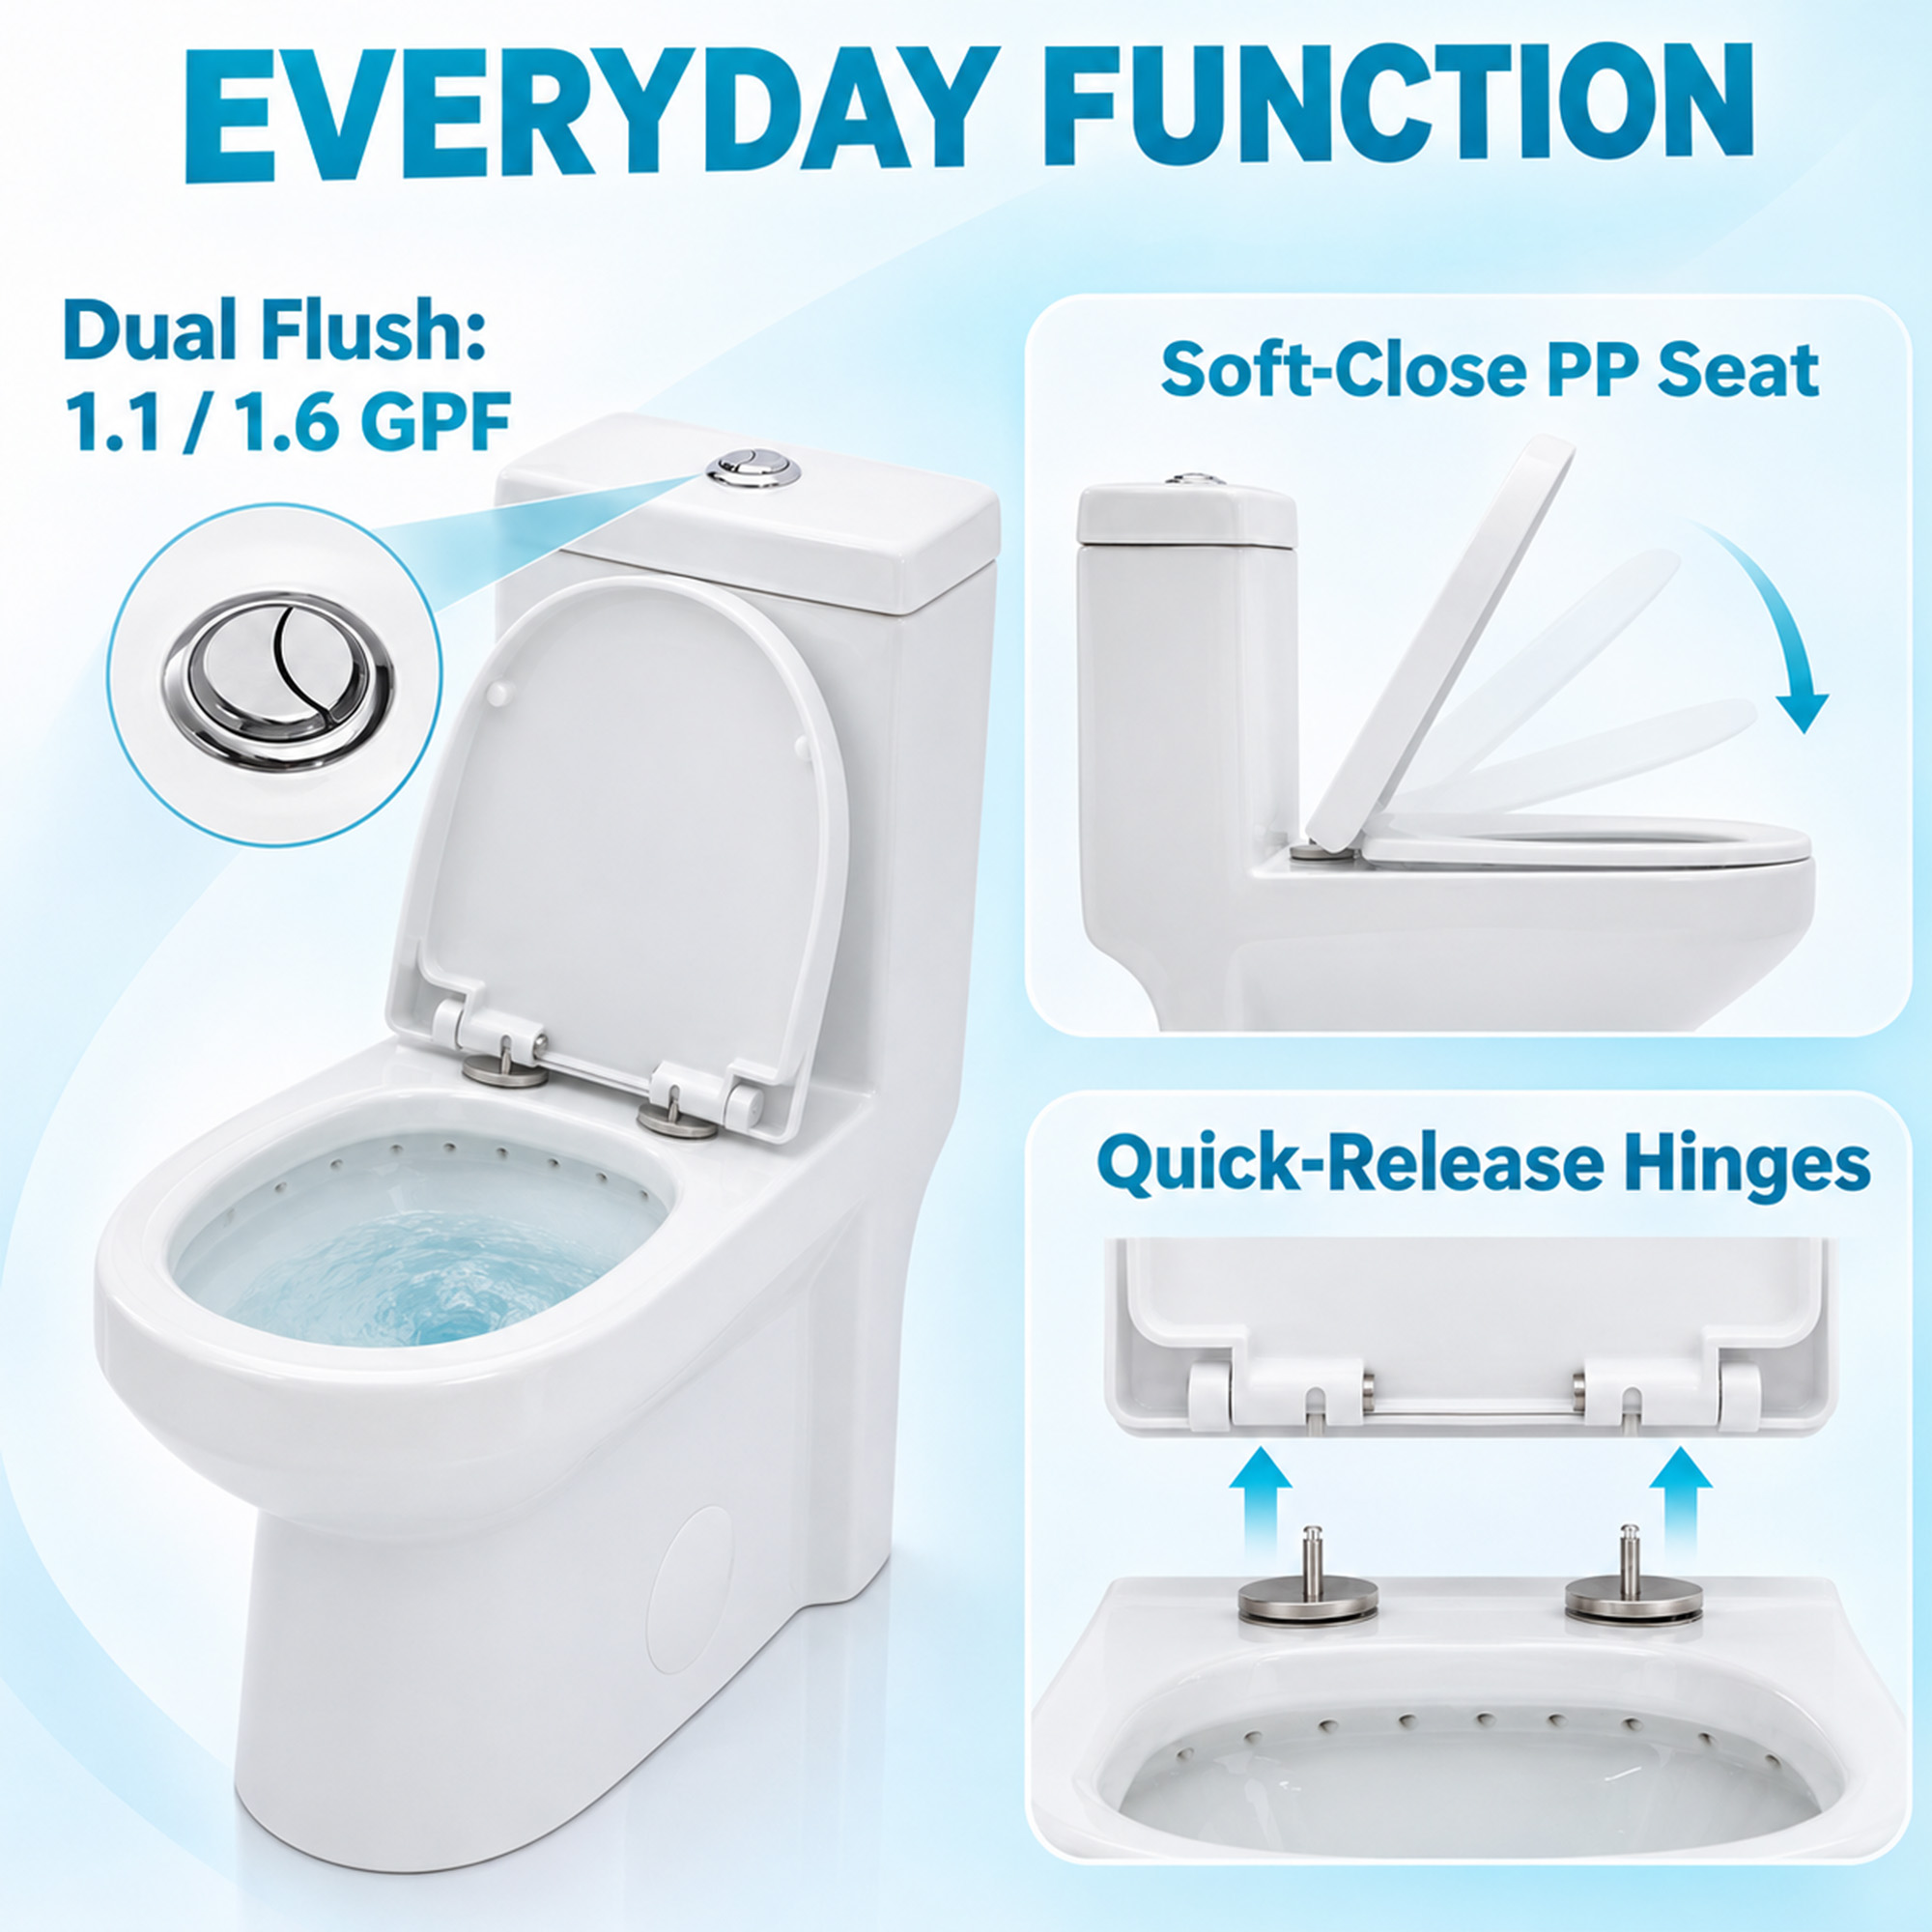 EVERYDAY FUNCTION
Dual Flush:
1.1 / 1.6 GPF
Soft-Close PP Seat
Quick-Release Hinges